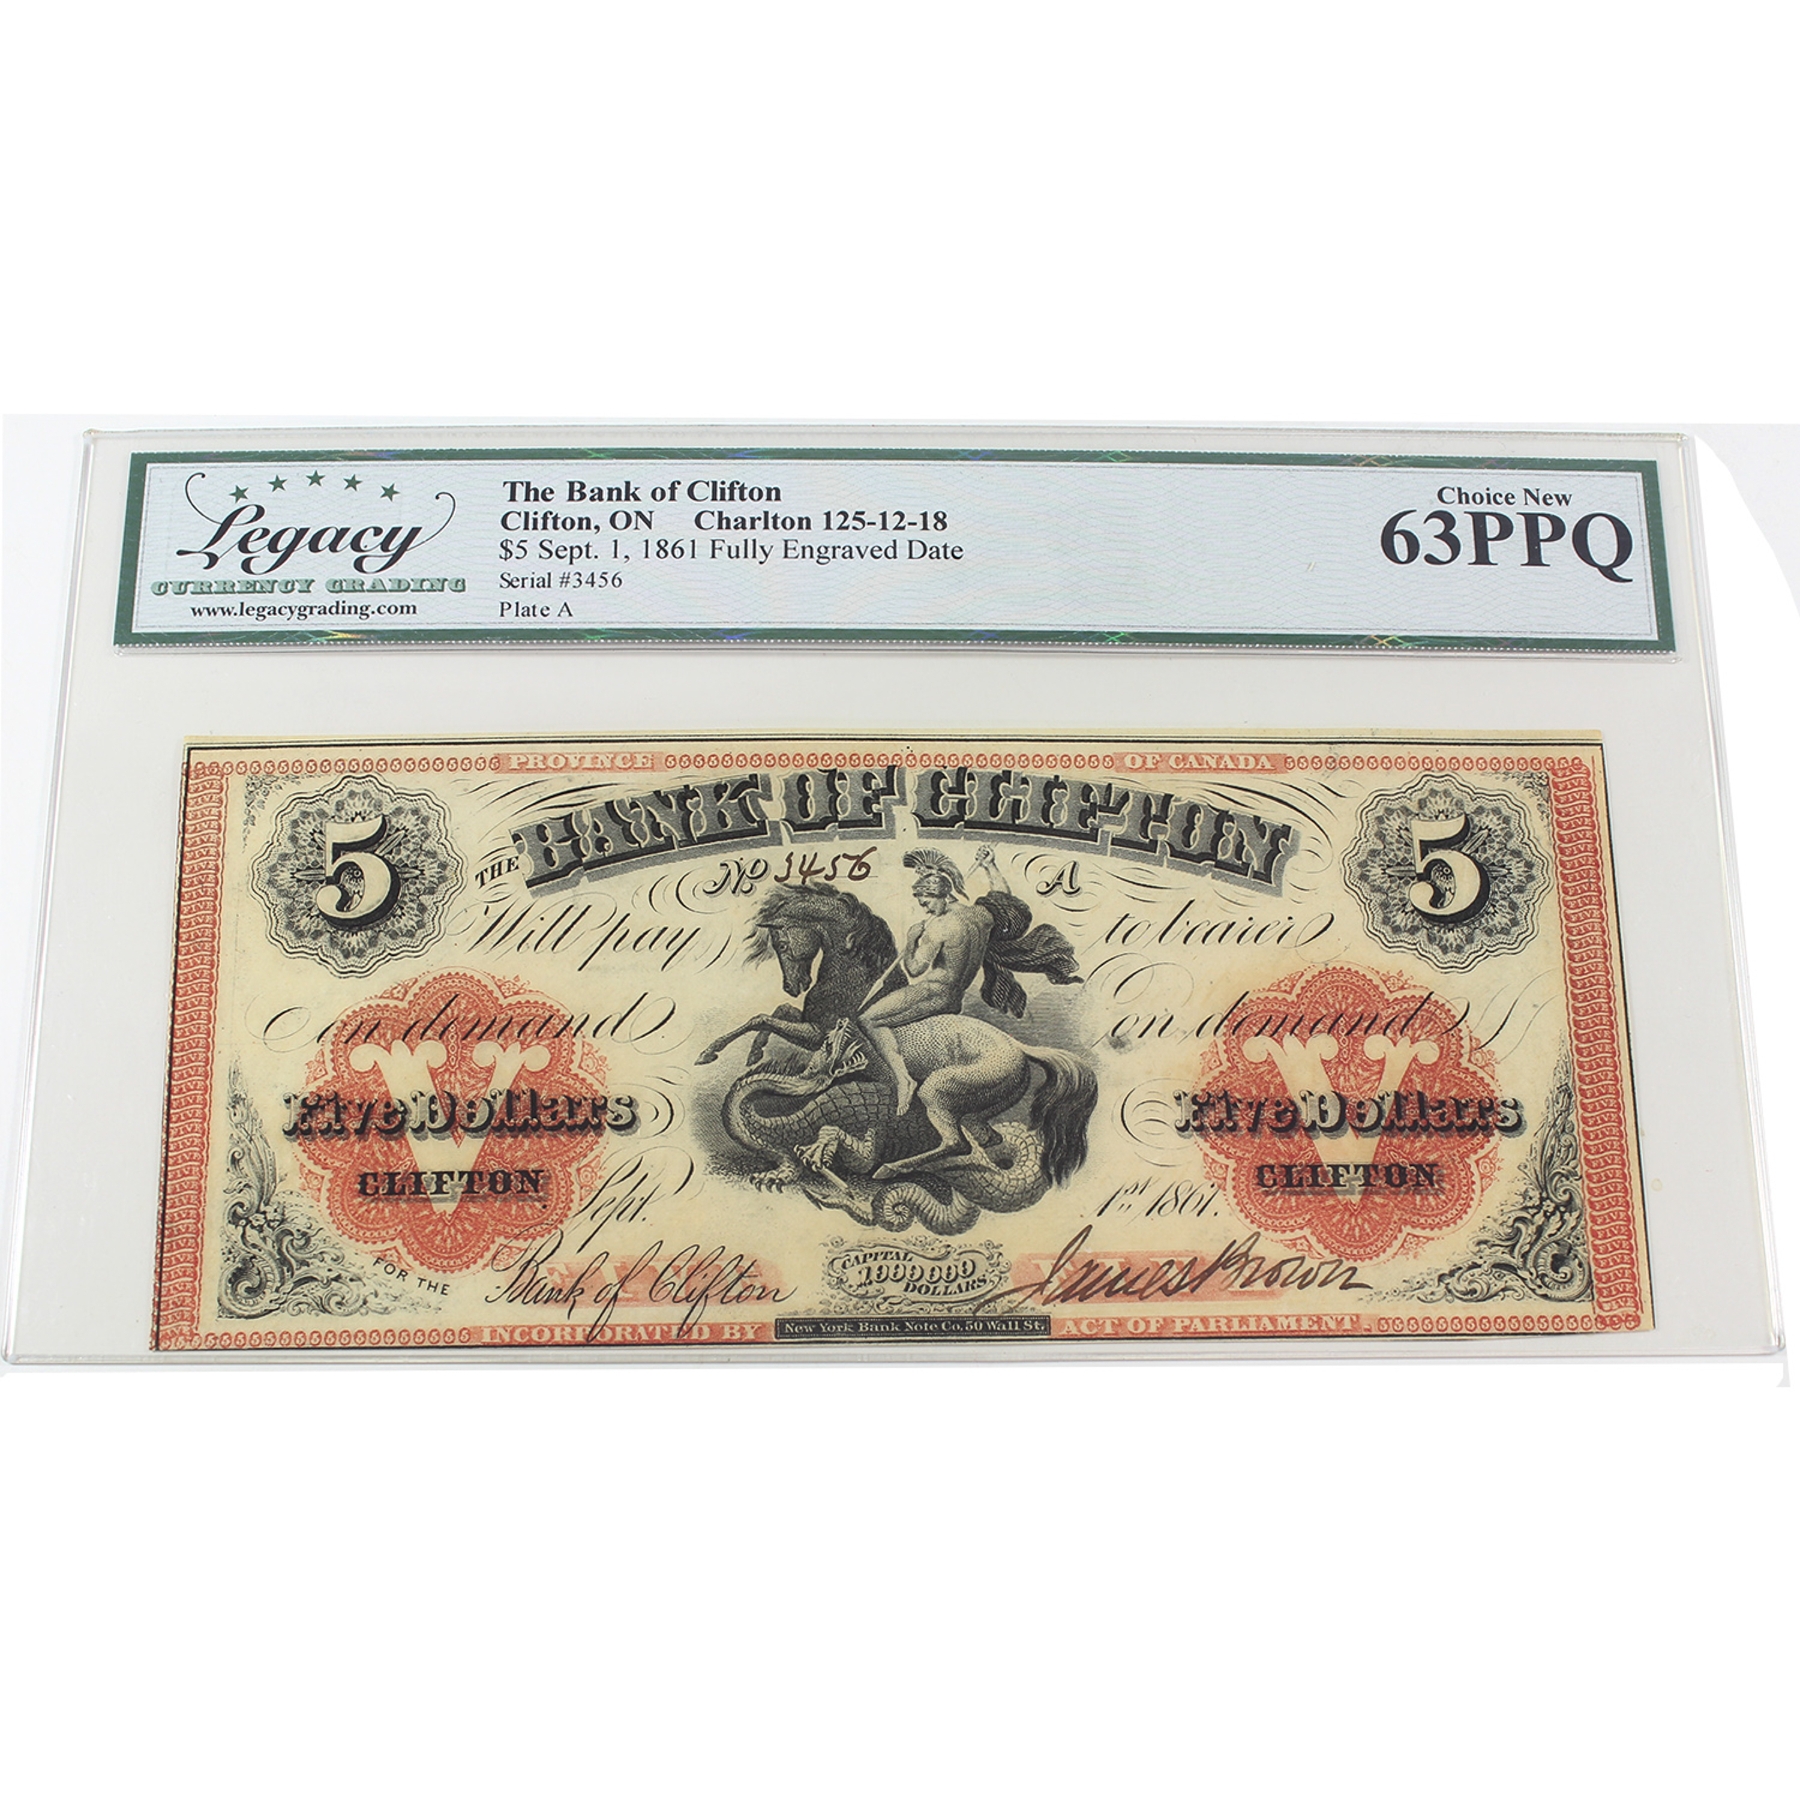 Legacy
CURRENCY GRADING
www.legacygrading.com
The Bank of Clifton
Clifton, ON Charlton 125-12-18
$5 Sept. 1, 1861 Fully Engraved Date
Serial #3456
Plate A
Choice New
63PPQ
PROVINCE OF CANADA
THE BANK OF CLIFTON
5 5
No 3456 A
Will pay to bearer
on demand on demand
V V
Five Dollars Five Dollars
CLIFTON CLIFTON
Sept. 1st 1861.
FOR THE Bank of Clifton James Brown
CAPITAL
1000000
DOLLARS
INCORPORATED BY ACT OF PARLIAMENT.
New York Bank Note Co, 50 Wall St.